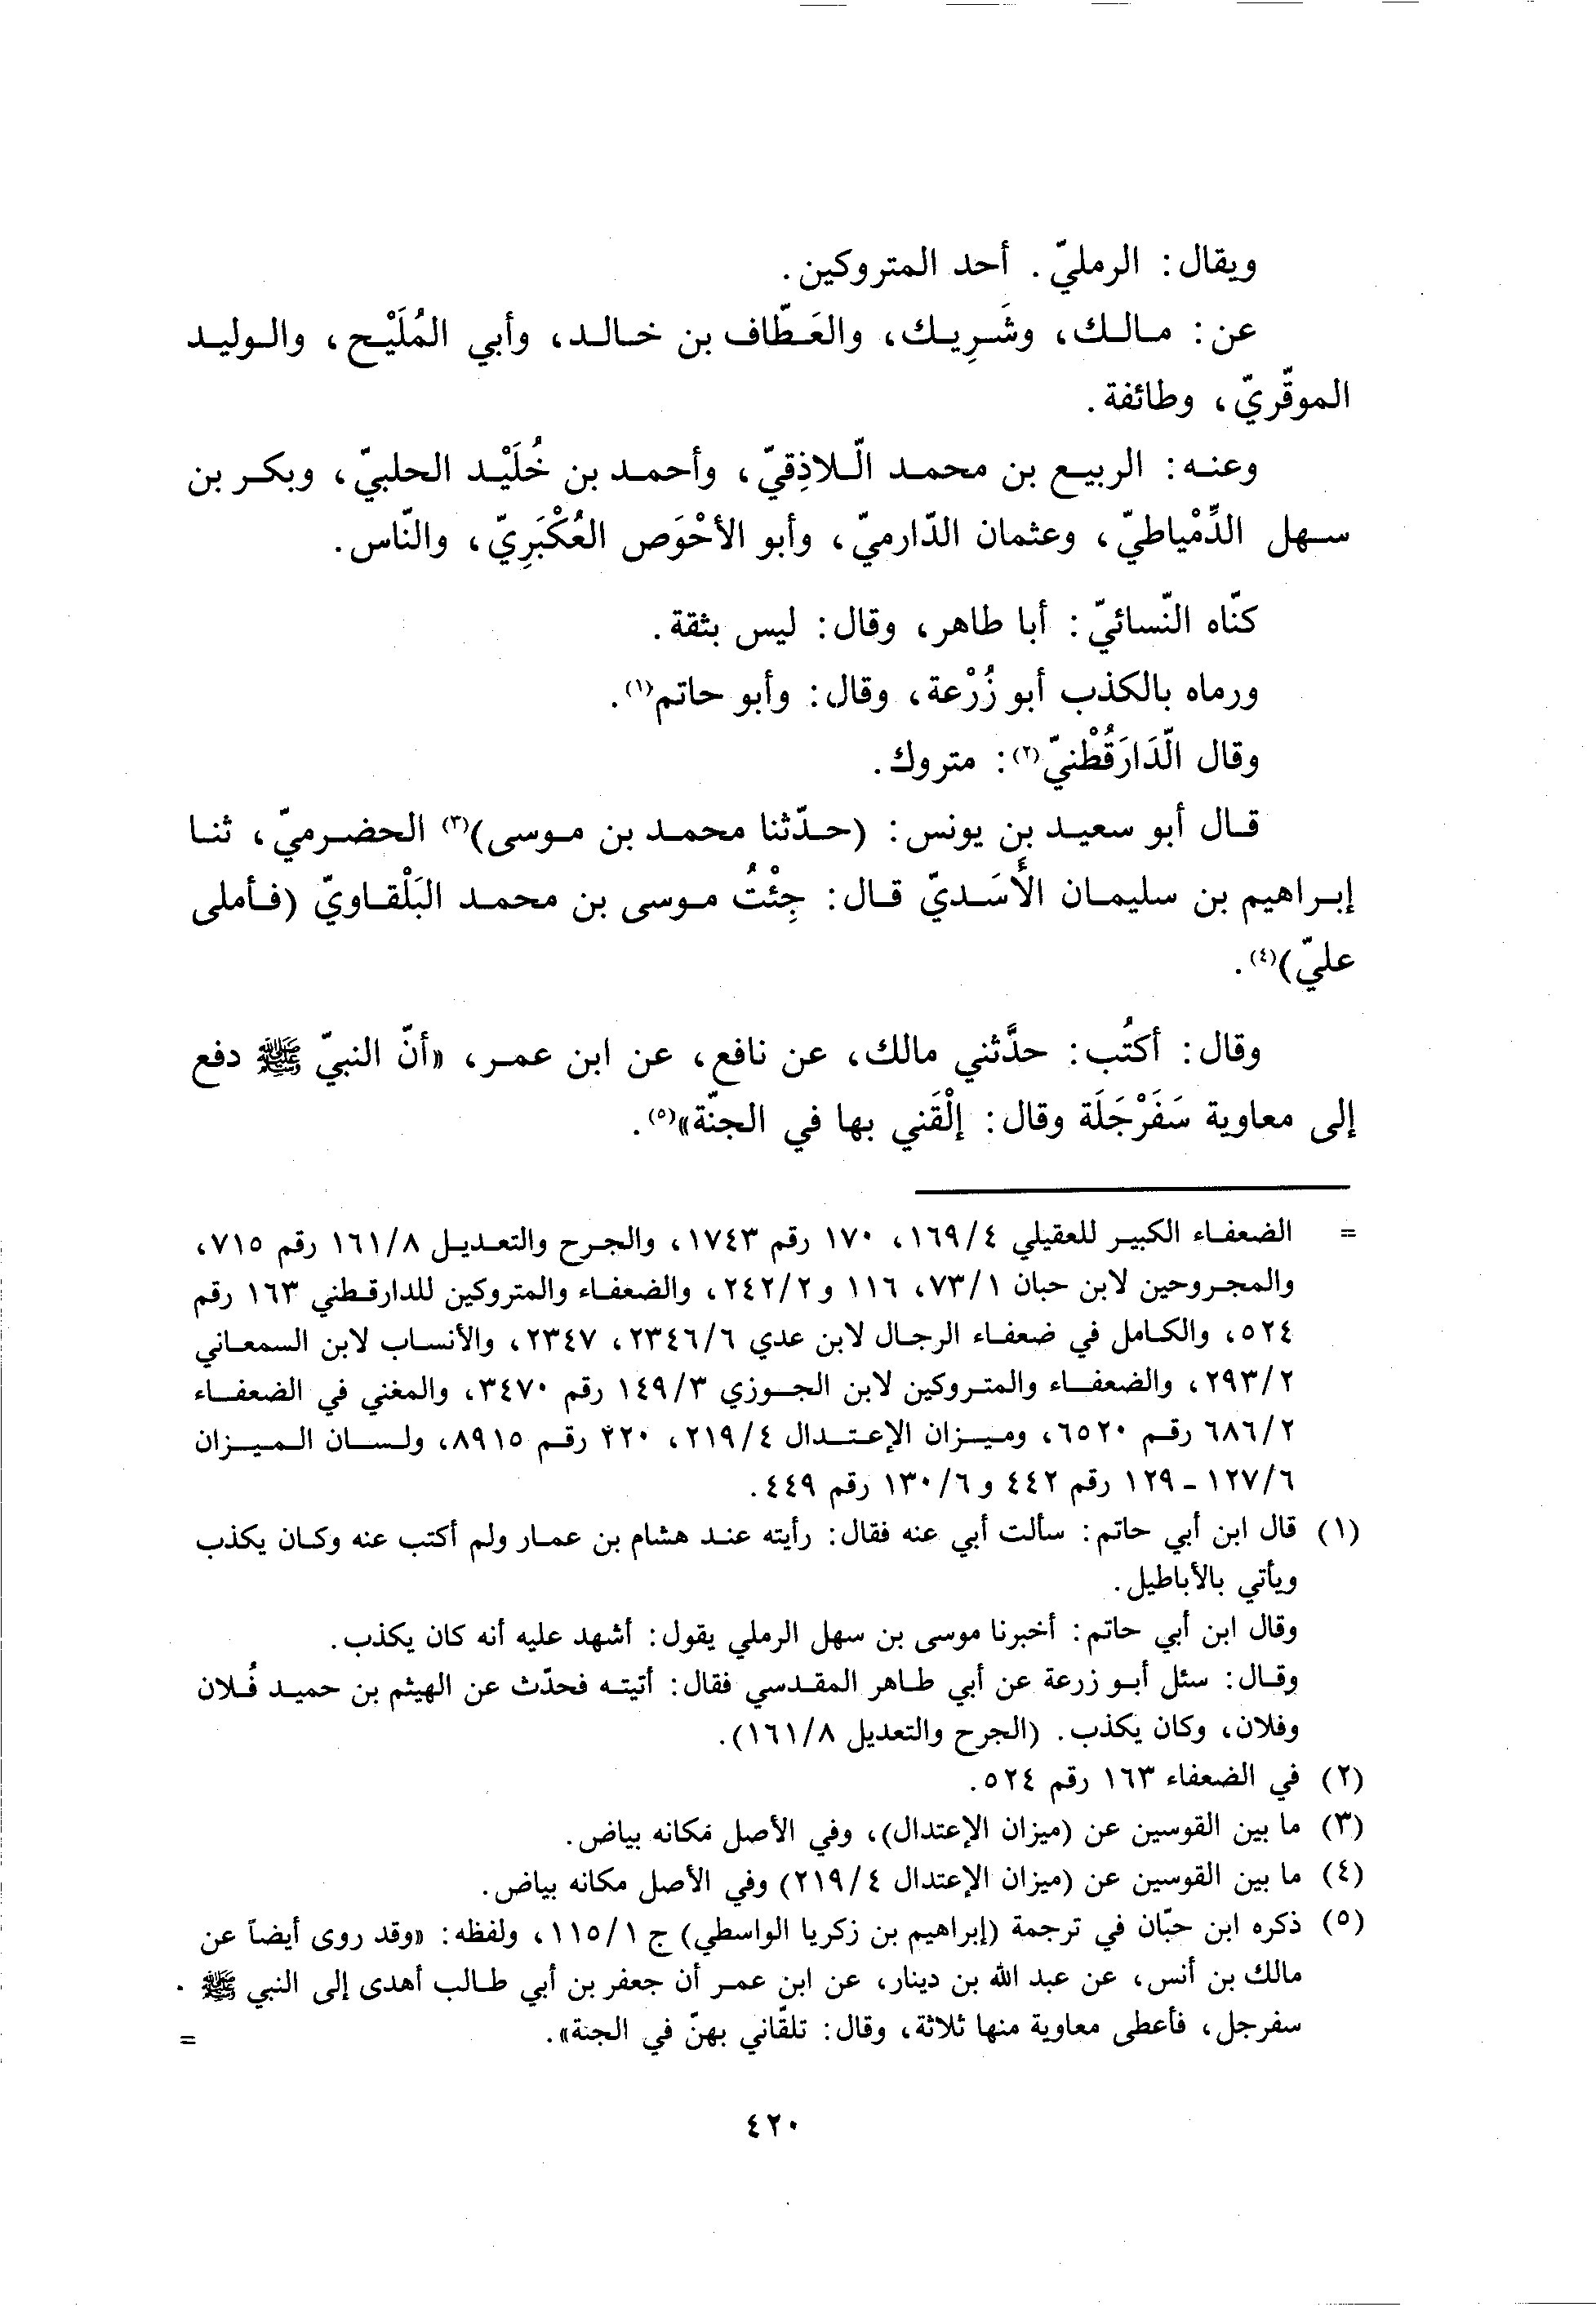 ويقال: الرمليّ. أحد المتروكين.
عن: مالك، وشَرِيك، والعَطّاف بن خالد، وأبي المُلَيْح، والوليد
الموقّريّ، وطائفة.
وعنه: الربيع بن محمد الّلاذِقيّ، وأحمد بن خُلَيْد الحلبيّ، وبكر بن
سهل الدِّمْياطيّ، وعثمان الدّارميّ، وأبو الأحْوَص العُكْبَرِيّ، والنّاس.
كنّاه النّسائيّ: أبا طاهر، وقال: ليس بثقة.
ورماه بالكذب أبو زُرْعة، وقال: وأبو حاتم(١).
وقال الّدَارَقُطْنيّ(٢): متروك.
قال أبو سعيد بن يونس: (حدّثنا محمد بن موسى)(٣) الحضرميّ، ثنا
إبراهيم بن سليمان الأَسَديّ قال: جِئْتُ موسى بن محمد البَلْقاويّ (فأملى
عليّ)(٤).
وقال: أكتُب: حدَّثني مالك، عن نافع، عن ابن عمر، «أنّ النبيّ ﷺ دفع
إلى معاوية سَفَرْجَلَة وقال: إلْقَني بها في الجنّة»(٥).
= الضعفاء الكبير للعقيلي ١٦٩/٤، ١٧٠ رقم ١٧٤٣، والجرح والتعديل ١٦١/٨ رقم ٧١٥،
والمجروحين لابن حبان ٧٣/١، ١١٦ و٢٤٢/٢، والضعفاء والمتروكين للدارقطني ١٦٣ رقم
٥٢٤، والكامل في ضعفاء الرجال لابن عدي ٢٣٤٦/٦، ٢٣٤٧، والأنساب لابن السمعاني
٢٩٣/٢، والضعفاء والمتروكين لابن الجوزي ١٤٩/٣ رقم ٣٤٧٠، والمغني في الضعفاء
٦٨٦/٢ رقم ٦٥٢٠، وميزان الإعتدال ٢١٩/٤، ٢٢٠ رقم ٨٩١٥، ولسان الميزان
١٢٧/٦ - ١٢٩ رقم ٤٤٢ و١٣٠/٦ رقم ٤٤٩.
(١) قال ابن أبي حاتم: سألت أبي عنه فقال: رأيته عند هشام بن عمار ولم أكتب عنه وكان يكذب
ويأتي بالأباطيل.
وقال ابن أبي حاتم: أخبرنا موسى بن سهل الرملي يقول: أشهد عليه أنه كان يكذب.
وقال: سئل أبو زرعة عن أبي طاهر المقدسي فقال: أتيته فحدّث عن الهيثم بن حميد فُلان
وفلان، وكان يكذب. (الجرح والتعديل ١٦١/٨).
(٢) في الضعفاء ١٦٣ رقم ٥٢٤.
(٣) ما بين القوسين عن (ميزان الإعتدال)، وفي الأصل مكانه بياض.
(٤) ما بين القوسين عن (ميزان الإعتدال ٢١٩/٤) وفي الأصل مكانه بياض.
(٥) ذكره ابن حبّان في ترجمة (إبراهيم بن زكريا الواسطي) ج ١١٥/١، ولفظه: «وقد روى أيضاً عن
مالك بن أنس، عن عبد الله بن دينار، عن ابن عمر أن جعفر بن أبي طالب أهدى إلى النبي ﷺ
سفرجل، فأعطى معاوية منها ثلاثة، وقال: تلقّاني بهنّ في الجنة». =
٤٢٠